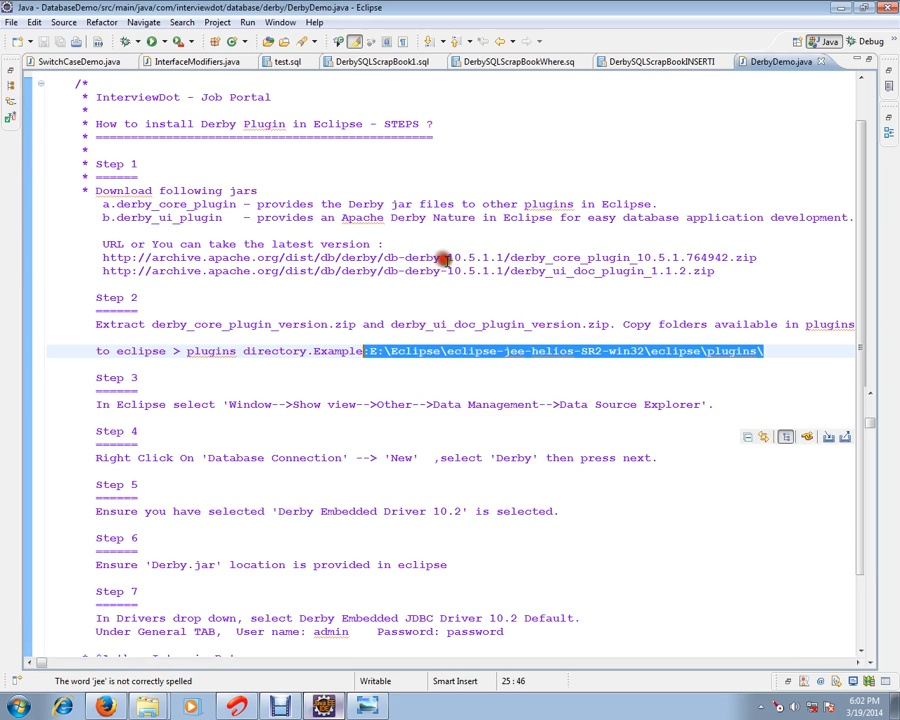 Java - DatabaseDemo/src/main/java/com/interviewdot/database/derby/DerbyDemo.java - Eclipse
File Edit Source Refactor Navigate Search Project Run Window Help
Java Debug
SwitchCaseDemo.java InterfaceModifiers.java test.sql DerbySQLScrapBook1.sql DerbySQLScrapBookWhere.sq DerbySQLScrapBookINSERTI DerbyDemo.java
/*
* InterviewDot - Job Portal
*
* How to install Derby Plugin in Eclipse - STEPS ?
* ================================================
*
* Step 1
* ======
* Download following jars
a.derby_core_plugin – provides the Derby jar files to other plugins in Eclipse.
b.derby_ui_plugin – provides an Apache Derby Nature in Eclipse for easy database application development.
URL or You can take the latest version :
http://archive.apache.org/dist/db/derby/db-derby-10.5.1.1/derby_core_plugin_10.5.1.764942.zip
http://archive.apache.org/dist/db/derby/db-derby-10.5.1.1/derby_ui_doc_plugin_1.1.2.zip
Step 2
======
Extract derby_core_plugin_version.zip and derby_ui_doc_plugin_version.zip. Copy folders available in plugins
to eclipse > plugins directory.Example:E:\Eclipse\eclipse-jee-helios-SR2-win32\eclipse\plugins\
Step 3
======
In Eclipse select 'Window-->Show view-->Other-->Data Management-->Data Source Explorer'.
Step 4
======
Right Click On 'Database Connection' --> 'New' ,select 'Derby' then press next.
Step 5
======
Ensure you have selected 'Derby Embedded Driver 10.2' is selected.
Step 6
======
Ensure 'Derby.jar' location is provided in eclipse
Step 7
======
In Drivers drop down, select Derby Embedded JDBC Driver 10.2 Default.
Under General TAB, User name: admin Password: password
The word 'jee' is not correctly spelled Writable Smart Insert 25 : 46
6:02 PM
3/19/2014